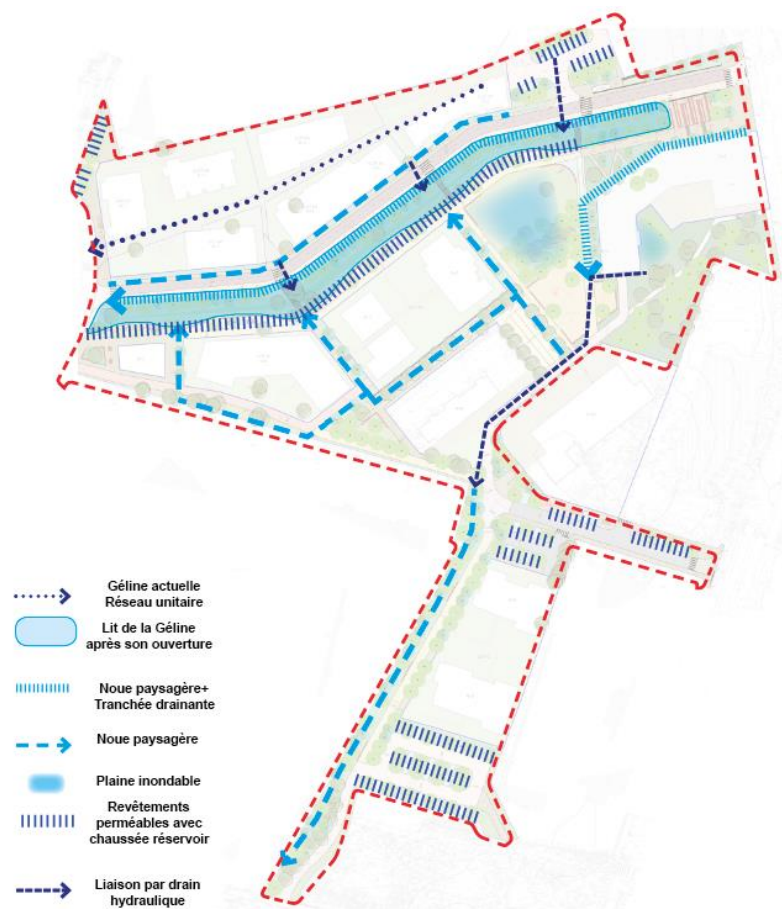 Géline actuelle
Réseau unitaire
Lit de la Géline
après son ouverture
Noue paysagère+
Tranchée drainante
Noue paysagère
Plaine inondable
Revêtements
perméables avec
chaussée réservoir
Liaison par drain
hydraulique